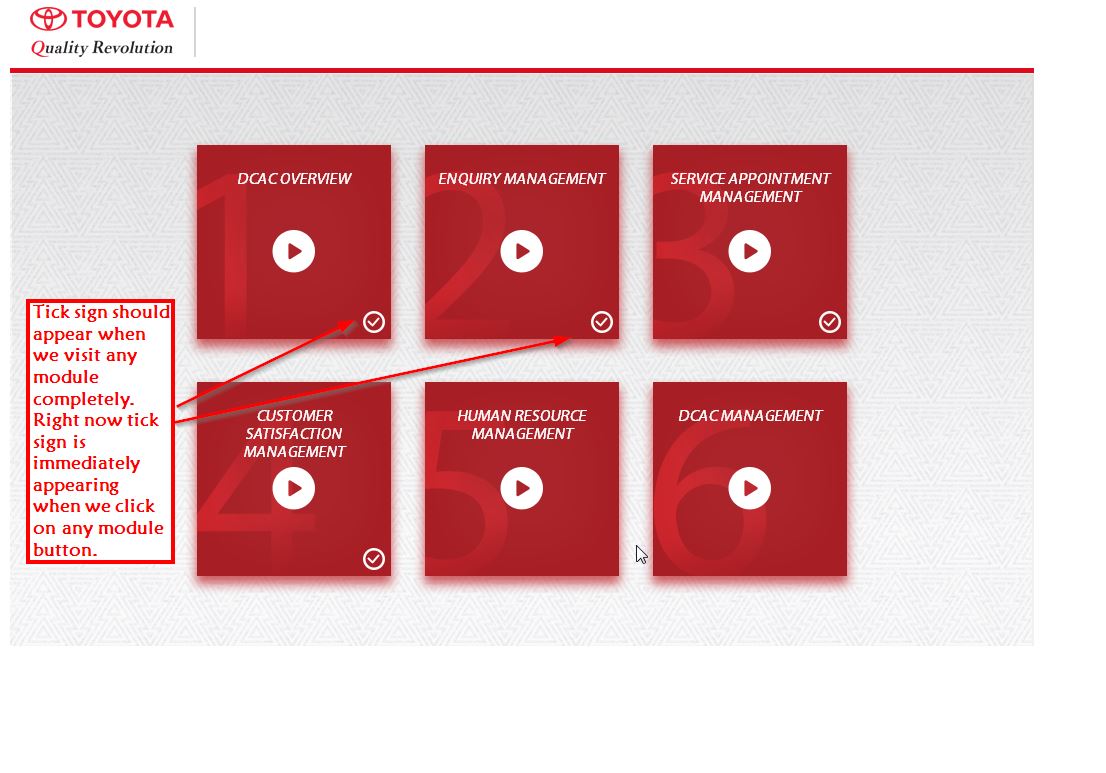 TOYOTA
Quality Revolution
1
DCAC OVERVIEW
2
ENQUIRY MANAGEMENT
3
SERVICE APPOINTMENT
MANAGEMENT
Tick sign should
appear when
we visit any
module
completely.
Right now tick
sign is
immediately
appearing
when we click
on any module
button.
4
CUSTOMER
SATISFACTION
MANAGEMENT
5
HUMAN RESOURCE
MANAGEMENT
6
DCAC MANAGEMENT